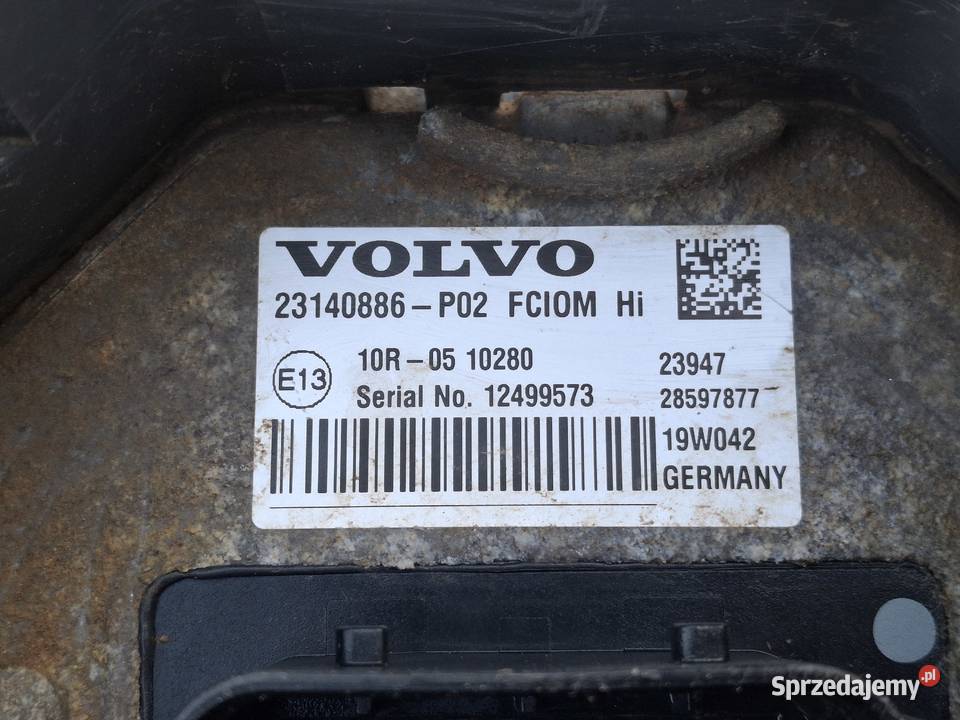 VOLVO
23140886-P02 FCIOM Hi
E13
10R-05 10280
23947
Serial No. 12499573
28597877
19W042
GERMANY
Sprzedajemy.pl